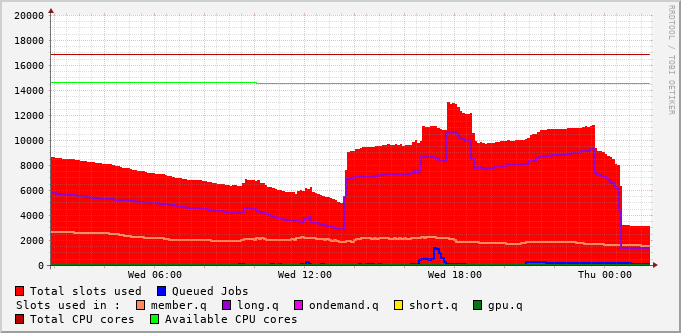 20000
18000
16000
14000
12000
10000
8000
6000
4000
2000
0
Wed 06:00 Wed 12:00 Wed 18:00 Thu 00:00
RRDTOOL / TOBI OETIKER
Total slots used Queued Jobs
Slots used in : member.q long.q ondemand.q short.q gpu.q
Total CPU cores Available CPU cores